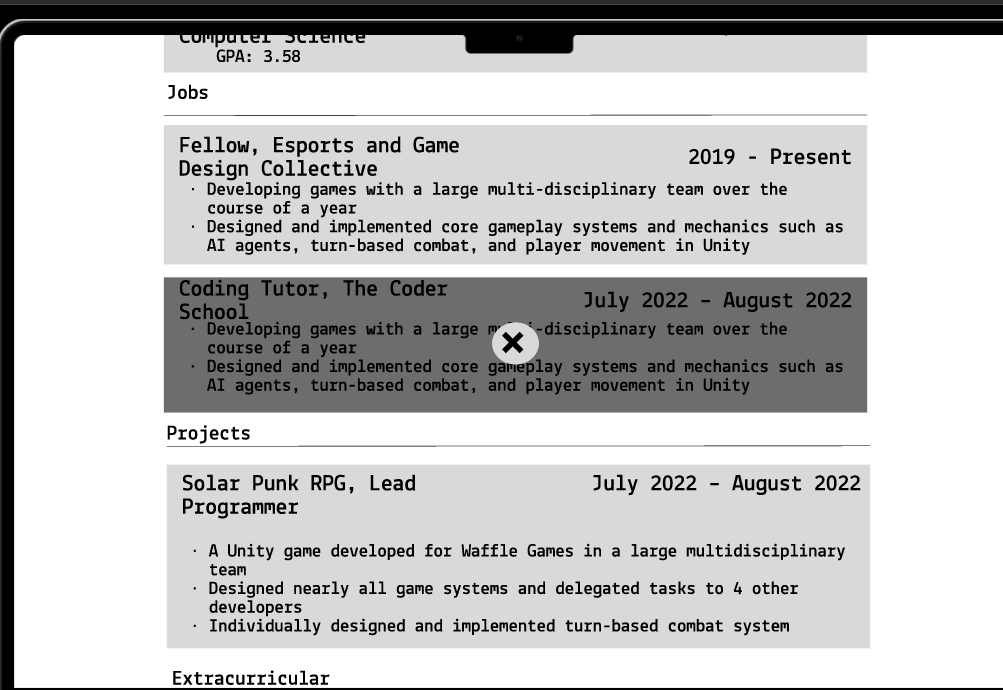 Computer Science
GPA: 3.58
Jobs
Fellow, Esports and Game
Design Collective
2019 - Present
· Developing games with a large multi-disciplinary team over the
course of a year
· Designed and implemented core gameplay systems and mechanics such as
AI agents, turn-based combat, and player movement in Unity
Coding Tutor, The Coder
School
July 2022 – August 2022
· Developing games with a large -disciplinary team over the
course of a year
· Designed and implemented core gameplay systems and mechanics such as
AI agents, turn-based combat, and player movement in Unity
Projects
Solar Punk RPG, Lead
Programmer
July 2022 – August 2022
· A Unity game developed for Waffle Games in a large multidisciplinary
team
· Designed nearly all game systems and delegated tasks to 4 other
developers
· Individually designed and implemented turn-based combat system
Extracurricular